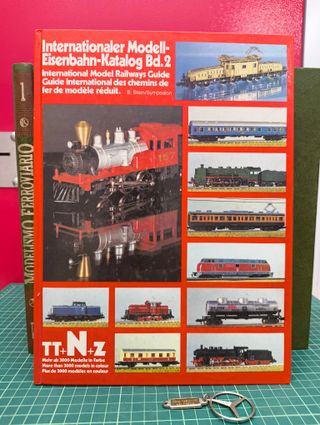 Internationaler Modell-
Eisenbahn-Katalog Bd.2
International Model Railways Guide
Guide international des chemins de
fer de modèle réduit.
B. Stein/Symposion
1
MODELISMO FERROVIARIO
TT+N+Z
Mehr als 3000 Modelle in Farbe
More than 3000 models in colour
Plus de 3000 modèles en couleur